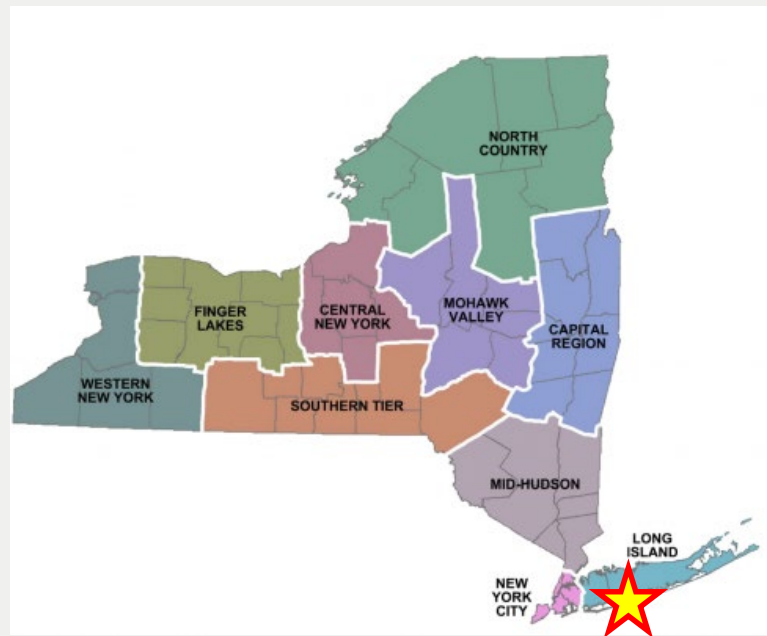 NORTH
COUNTRY
FINGER
LAKES
CENTRAL
NEW YORK
MOHAWK
VALLEY
CAPITAL
REGION
WESTERN
NEW YORK
SOUTHERN TIER
MID-HUDSON
LONG
ISLAND
NEW
YORK
CITY